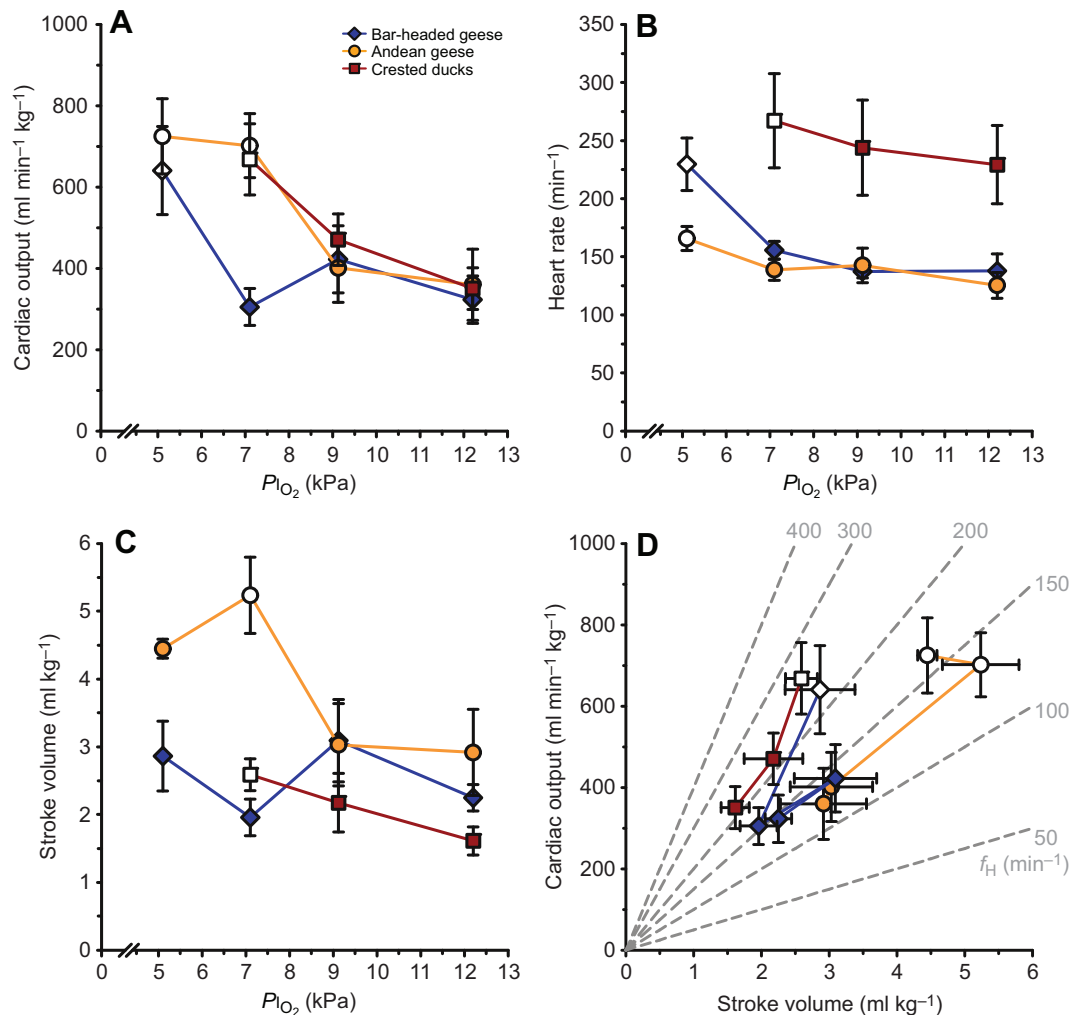 A
Bar-headed geese
Andean geese
Crested ducks
Cardiac output (ml min−1 kg−1)
1000
800
600
400
200
0
0 5 6 7 8 9 10 11 12 13
PIO2 (kPa)
B
Heart rate (min−1)
350
300
250
200
150
100
50
0
0 5 6 7 8 9 10 11 12 13
PIO2 (kPa)
C
Stroke volume (ml kg−1)
6
5
4
3
2
1
0
0 5 6 7 8 9 10 11 12 13
PIO2 (kPa)
D
400 300 200
150
100
50
fH (min−1)
Cardiac output (ml min−1 kg−1)
1000
800
600
400
200
0
0 1 2 3 4 5 6
Stroke volume (ml kg−1)